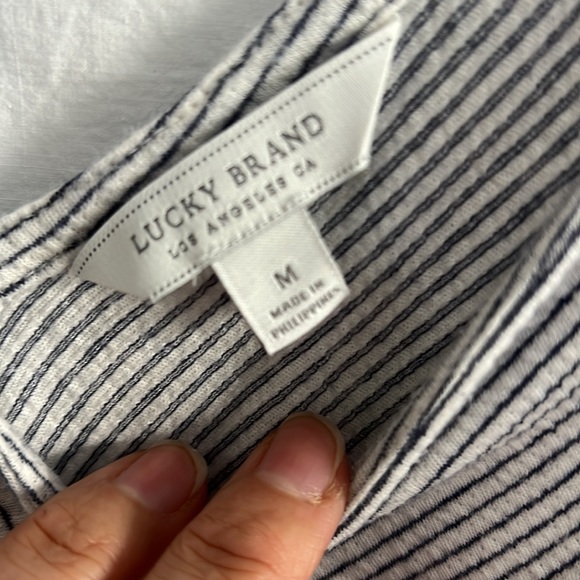 LUCKY BRAND
LOS ANGELES CA
M
MADE IN
PHILIPPINES